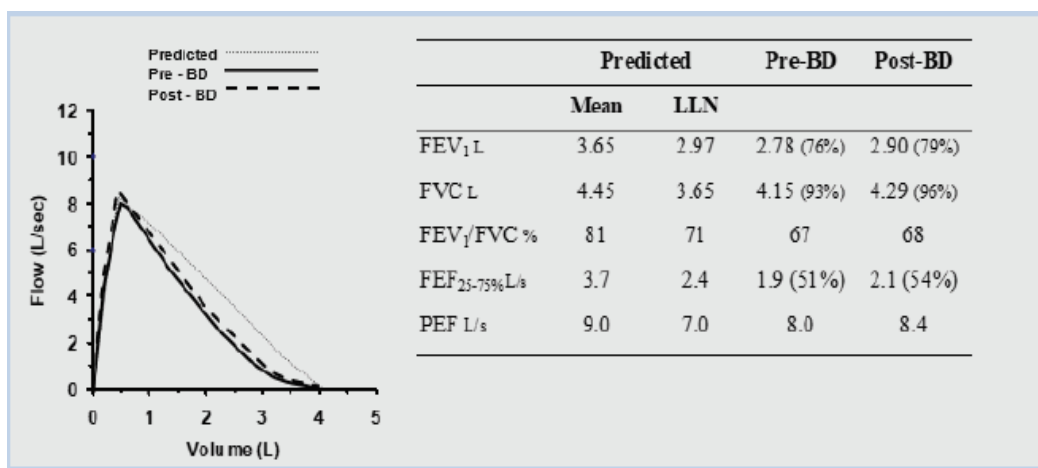 Predicted
Pre - BD
Post - BD
12
10
8
6
4
2
0
Flow (L/sec)
0 1 2 3 4 5
Volume (L)
Predicted Pre-BD Post-BD
Mean LLN
FEV1 L 3.65 2.97 2.78 (76%) 2.90 (79%)
FVC L 4.45 3.65 4.15 (93%) 4.29 (96%)
FEV1/FVC % 81 71 67 68
FEF25-75% L/s 3.7 2.4 1.9 (51%) 2.1 (54%)
PEF L/s 9.0 7.0 8.0 8.4